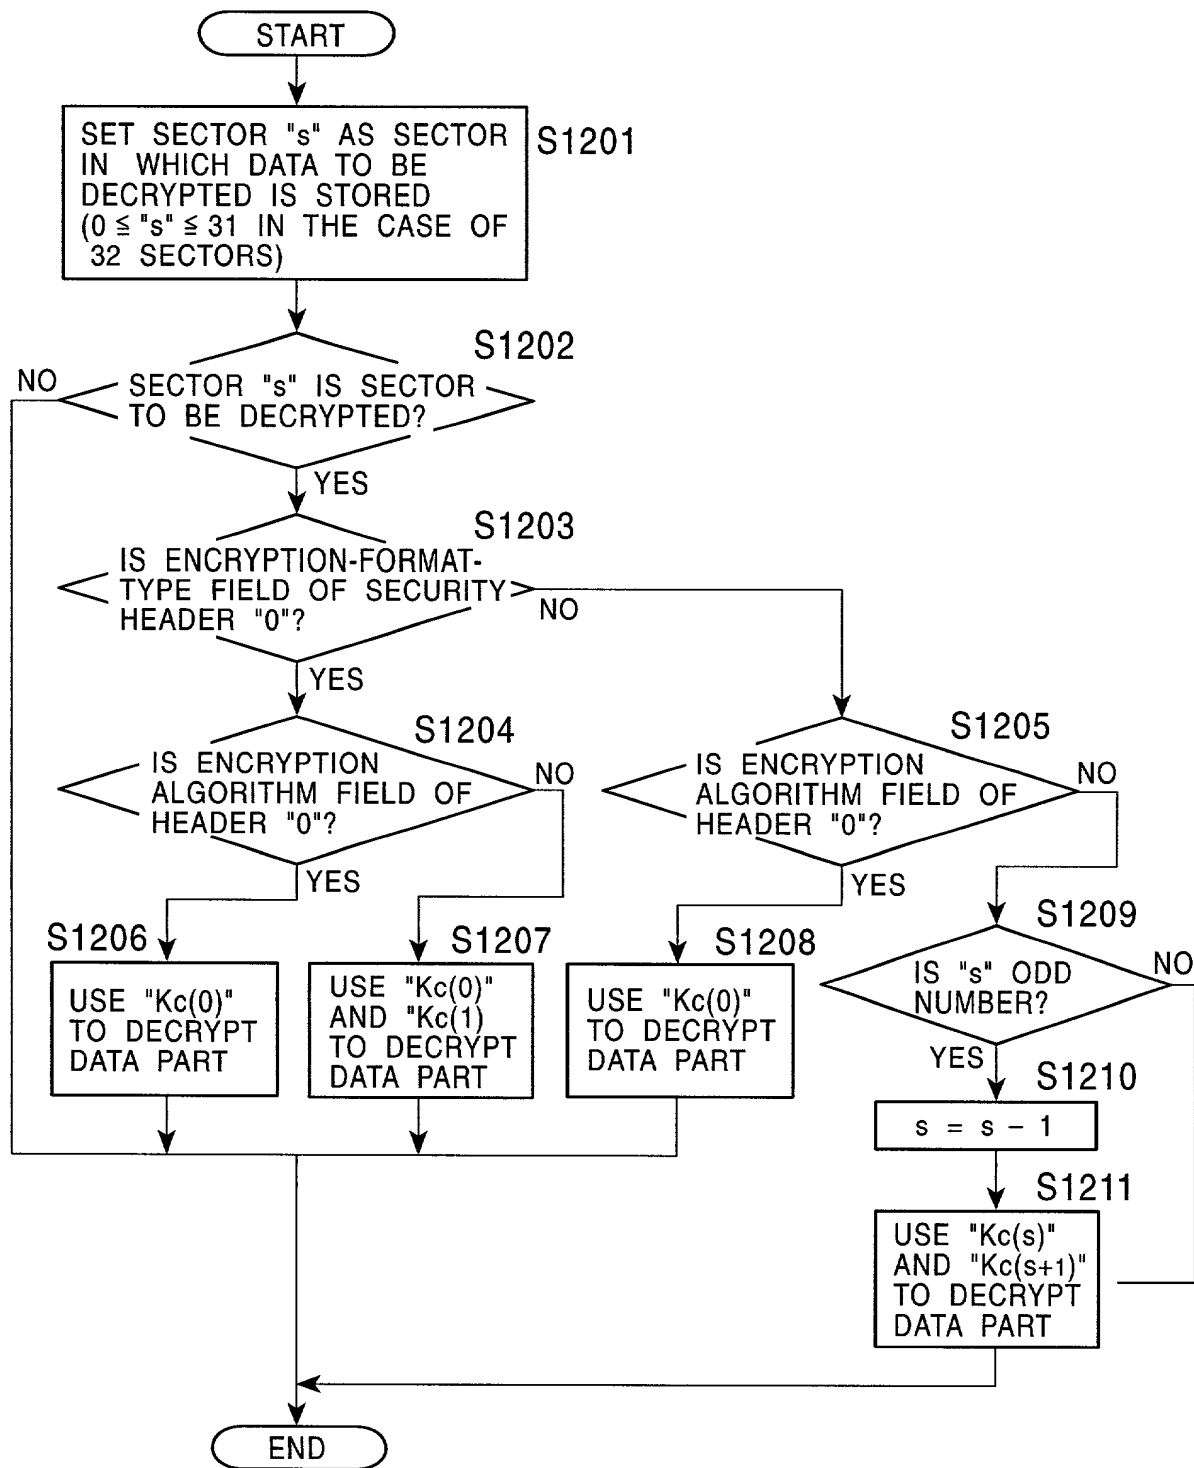 START
SET SECTOR "s" AS SECTOR
IN WHICH DATA TO BE
DECRYPTED IS STORED
(0 ≦ "s" ≦ 31 IN THE CASE OF
32 SECTORS)
S1201
S1202
NO
SECTOR "s" IS SECTOR
TO BE DECRYPTED?
YES
S1203
IS ENCRYPTION-FORMAT-
TYPE FIELD OF SECURITY
HEADER "0"?
NO
YES
S1204
IS ENCRYPTION
ALGORITHM FIELD OF
HEADER "0"?
NO
YES
S1205
IS ENCRYPTION
ALGORITHM FIELD OF
HEADER "0"?
NO
YES
S1206
USE "Kc(0)"
TO DECRYPT
DATA PART
S1207
USE "Kc(0)"
AND "Kc(1)
TO DECRYPT
DATA PART
S1208
USE "Kc(0)"
TO DECRYPT
DATA PART
S1209
IS "s" ODD
NUMBER?
NO
YES
S1210
s = s - 1
S1211
USE "Kc(s)"
AND "Kc(s+1)"
TO DECRYPT
DATA PART
END